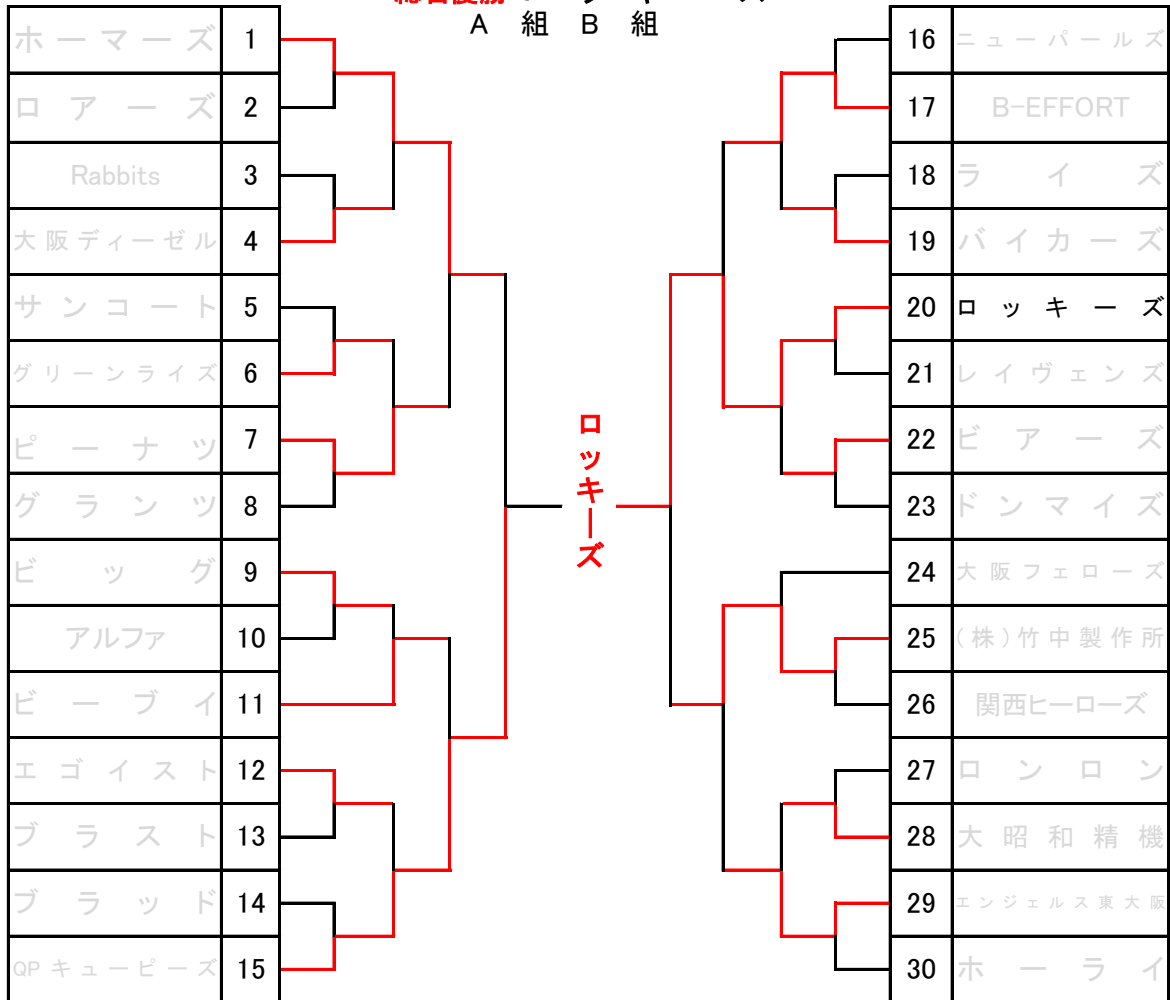 A 組 B 組
ホーマーズ 1
ロアーズ 2
Rabbits 3
大阪ディーゼル 4
サンコート 5
グリーンライズ 6
ピーナツ 7
グランツ 8
ビッグ 9
アルファ 10
ビーブイ 11
エゴイスト 12
ブラスト 13
ブラッド 14
QPキューピーズ 15
ロッキーズ
16 ニューパールズ
17 B-EFFORT
18 ライズ
19 バイカーズ
20 ロッキーズ
21 レイヴェンズ
22 ビアーズ
23 ドンマイズ
24 大阪フェローズ
25 (株)竹中製作所
26 関西ヒーローズ
27 ロンロン
28 大昭和精機
29 エンジェルス東大阪
30 ホーライ